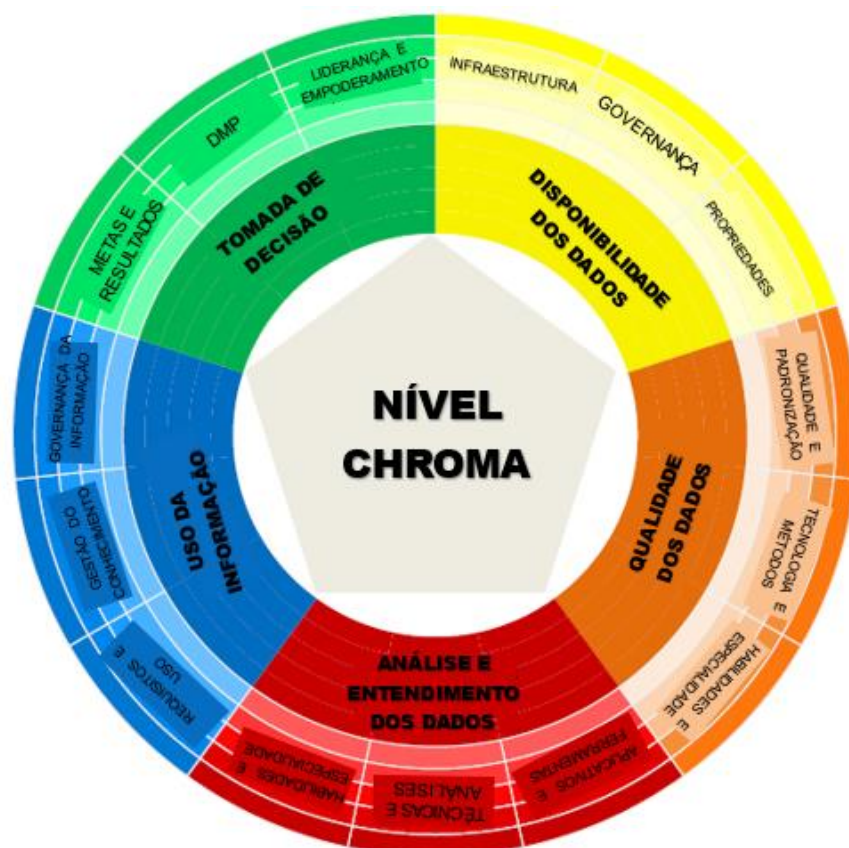 NÍVEL
CHROMA
DISPONIBILIDADE
DOS DADOS
INFRAESTRUTURA
GOVERNANÇA
PROPRIEDADES
QUALIDADE
DOS DADOS
QUALIDADE E
PADRONIZAÇÃO
TECNOLOGIA E
MÉTODOS
HABILIDADES E
ESPECIALIDADE
ANÁLISE E
ENTENDIMENTO
DOS DADOS
APLICATIVOS E
FERRAMENTAS
TÉCNICAS E
ANÁLISES
HABILIDADES E
ESPECIALIDADE
USO DA
INFORMAÇÃO
REQUISITOS E
USO
GESTÃO DO
CONHECIMENTO
GOVERNANÇA DA
INFORMAÇÃO
TOMADA DE
DECISÃO
METAS E
RESULTADOS
DMP
LIDERANÇA E
EMPODERAMENTO